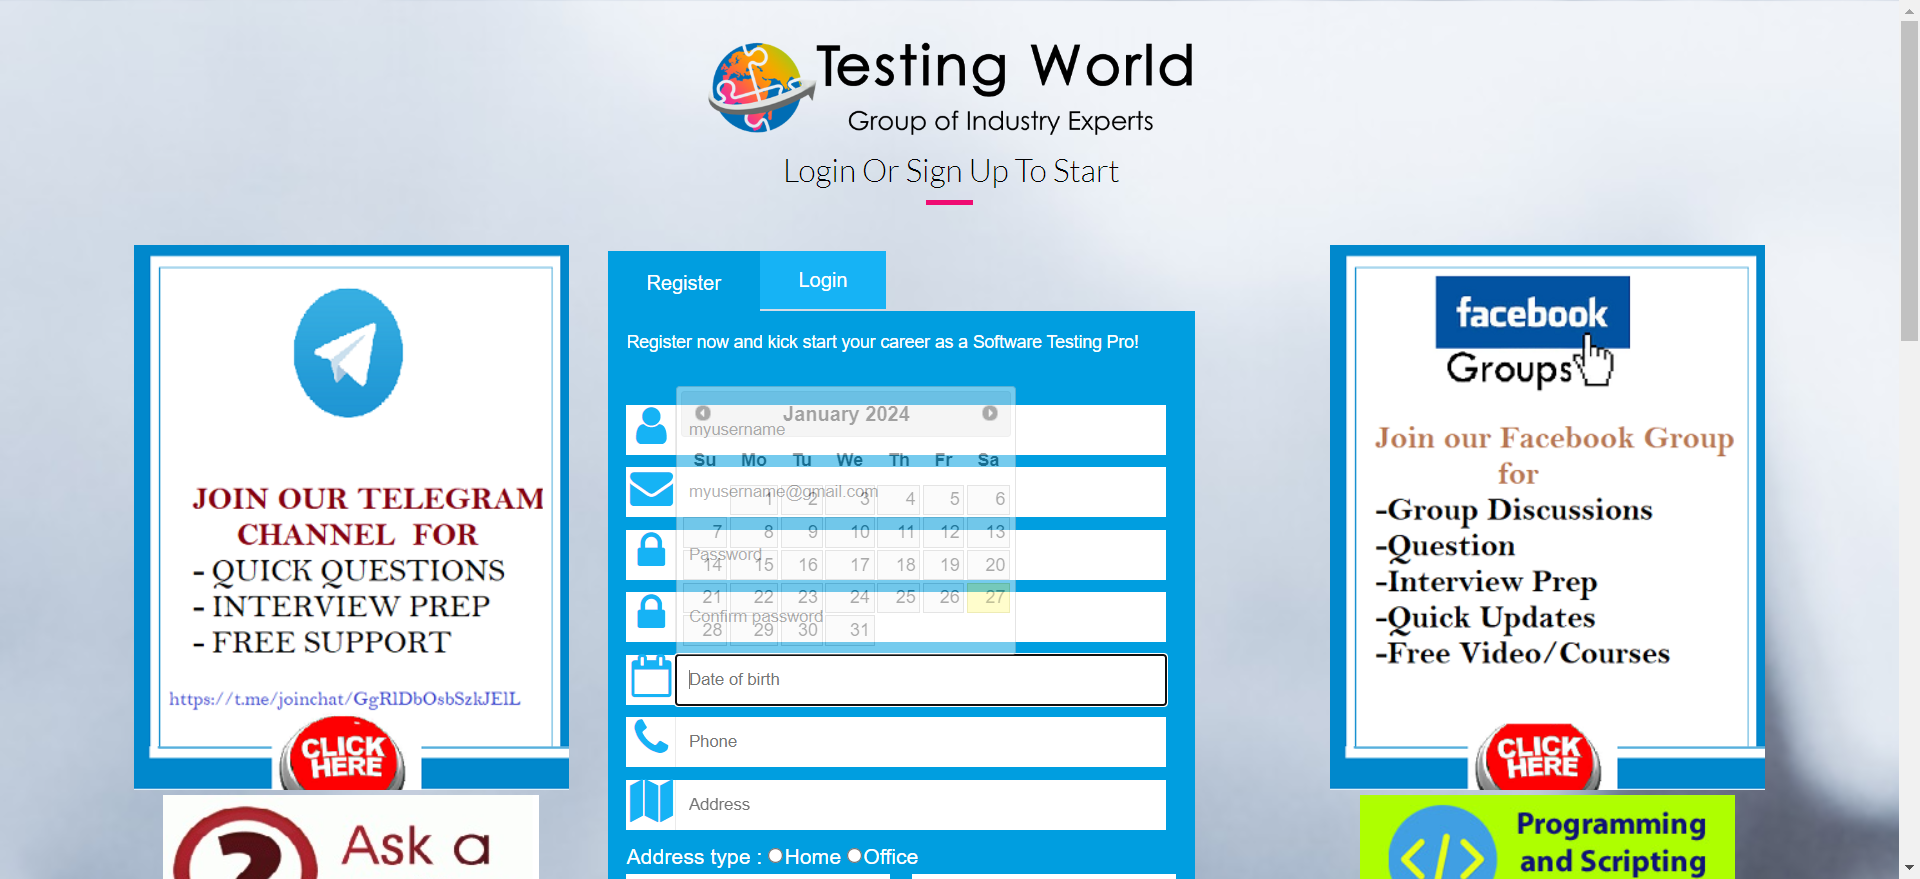 Testing World
Group of Industry Experts
Login Or Sign Up To Start
JOIN OUR TELEGRAM
CHANNEL FOR
- QUICK QUESTIONS
- INTERVIEW PREP
- FREE SUPPORT
https://t.me/joinchat/GgRlDbOsbSzkJElL
CLICK
HERE
? Ask a
Register
Login
Register now and kick start your career as a Software Testing Pro!
January 2024
myusername
Su Mo Tu We Th Fr Sa
myusername@gmail.com
1 2 3 4 5 6
7 8 9 10 11 12 13
Password
14 15 16 17 18 19 20
21 22 23 24 25 26 27
Confirm password
28 29 30 31
Date of birth
Phone
Address
Address type : Home Office
facebook
Groups
Join our Facebook Group
for
-Group Discussions
-Question
-Interview Prep
-Quick Updates
-Free Video/Courses
CLICK
HERE
</>
Programming
and Scripting